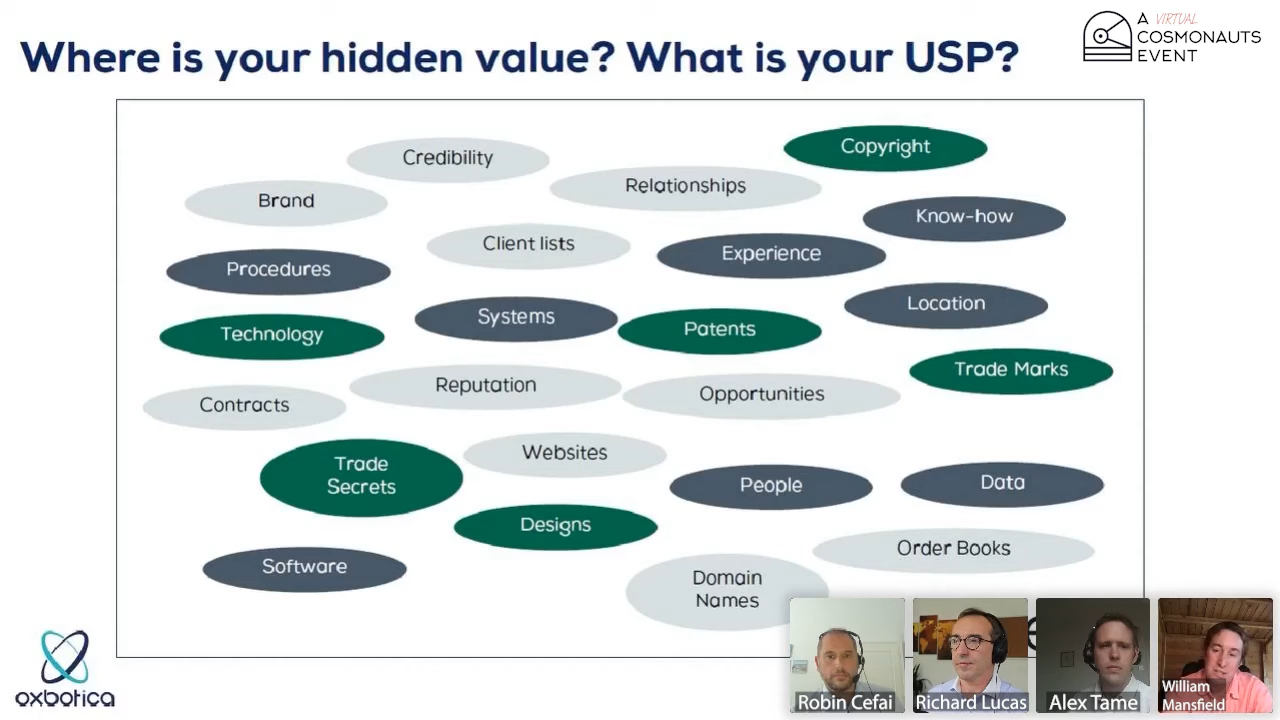 Where is your hidden value? What is your USP?
A VIRTUAL
COSMONAUTS
EVENT
Credibility
Copyright
Relationships
Brand
Know-how
Client lists
Experience
Procedures
Location
Systems
Patents
Technology
Trade Marks
Reputation
Opportunities
Contracts
Websites
Trade
Secrets
People
Data
Designs
Order Books
Software
Domain
Names
oxbotica
Robin Cefai
Richard Lucas
Alex Tame
William
Mansfield